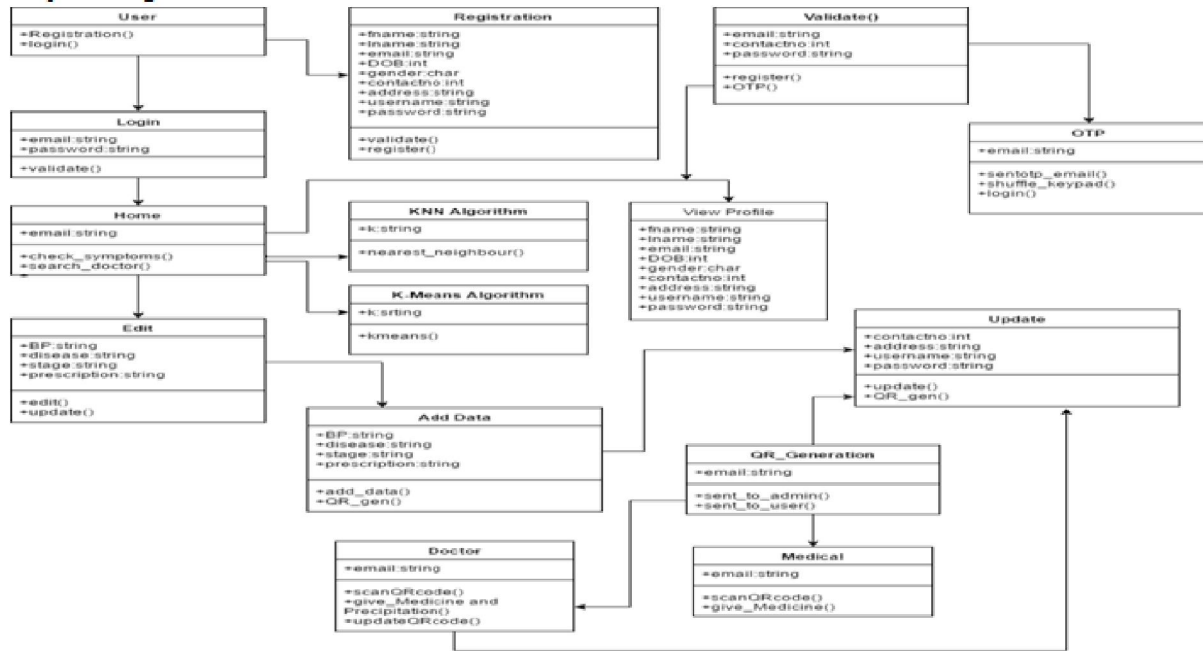 User
+Registration()
+login()
Registration
+fname:string
+lname:string
+email:string
+DOB:int
+gender:char
+contactno:int
+address:string
+username:string
+password:string
+validate()
+register()
Validate()
+email:string
+contactno:int
+password:string
+register()
+OTP()
Login
+email:string
+password:string
+validate()
OTP
+email:string
+sentotp_email()
+shuffle_keypad()
+login()
Home
+email:string
+check_symptoms()
+search_doctor()
KNN Algorithm
+k:string
+nearest_neighbour()
View Profile
+fname:string
+lname:string
+email:string
+DOB:int
+gender:char
+contactno:int
+address:string
+username:string
+password:string
K-Means Algorithm
+k:srting
+kmeans()
Edit
+BP:string
+disease:string
+stage:string
+prescription:string
+edit()
+update()
Update
+contactno:int
+address:string
+username:string
+password:string
+update()
+QR_gen()
Add Data
+BP:string
+disease:string
+stage:string
+prescription:string
+add_data()
+QR_gen()
QR_Generation
+email:string
+sent_to_admin()
+sent_to_user()
Doctor
+email:string
+scanQRcode()
+give_Medicine and
Precipitation()
+updateQRcode()
Medical
+email:string
+scanQRcode()
+give_Medicine()